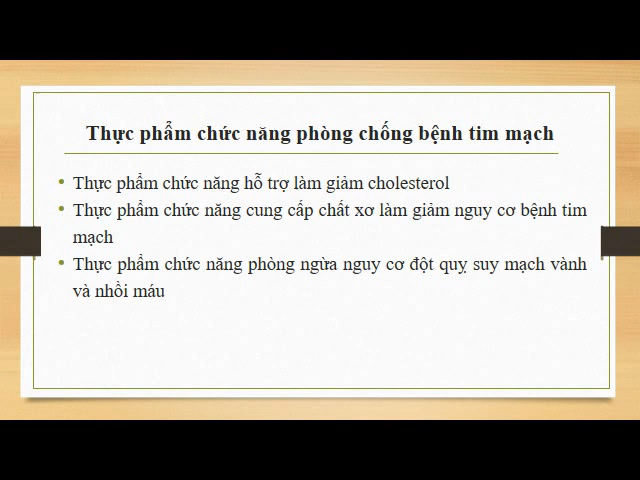 Thực phẩm chức năng phòng chống bệnh tim mạch
• Thực phẩm chức năng hỗ trợ làm giảm cholesterol
• Thực phẩm chức năng cung cấp chất xơ làm giảm nguy cơ bệnh tim
mạch
• Thực phẩm chức năng phòng ngừa nguy cơ đột quỵ suy mạch vành
và nhồi máu